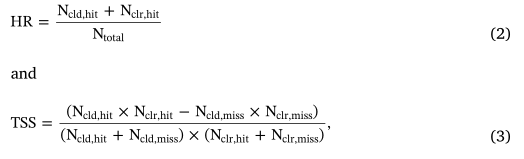 HR = (N_cld,hit + N_clr,hit) / N_total (2)
and
TSS = (N_cld,hit × N_clr,hit − N_cld,miss × N_clr,miss) / ((N_cld,hit + N_cld,miss) × (N_clr,hit + N_clr,miss)), (3)